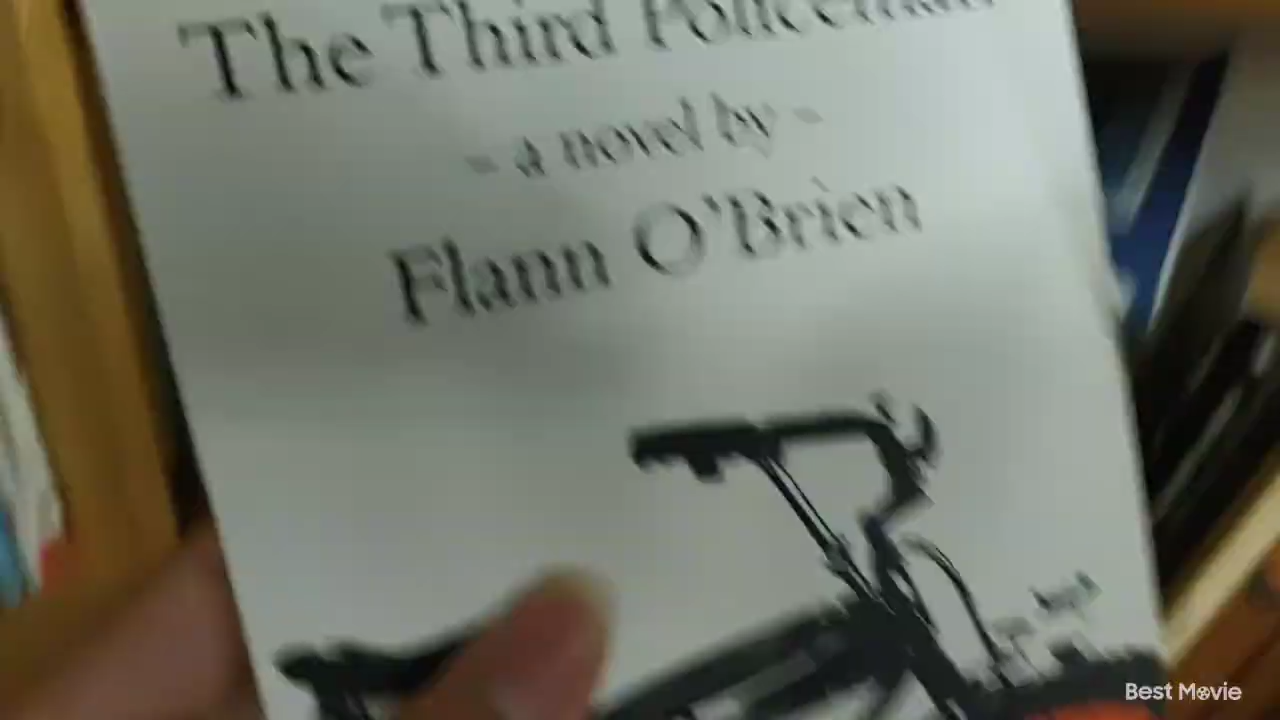 The Third Policeman
- a novel by -
Flann O'Brien
Best Movie